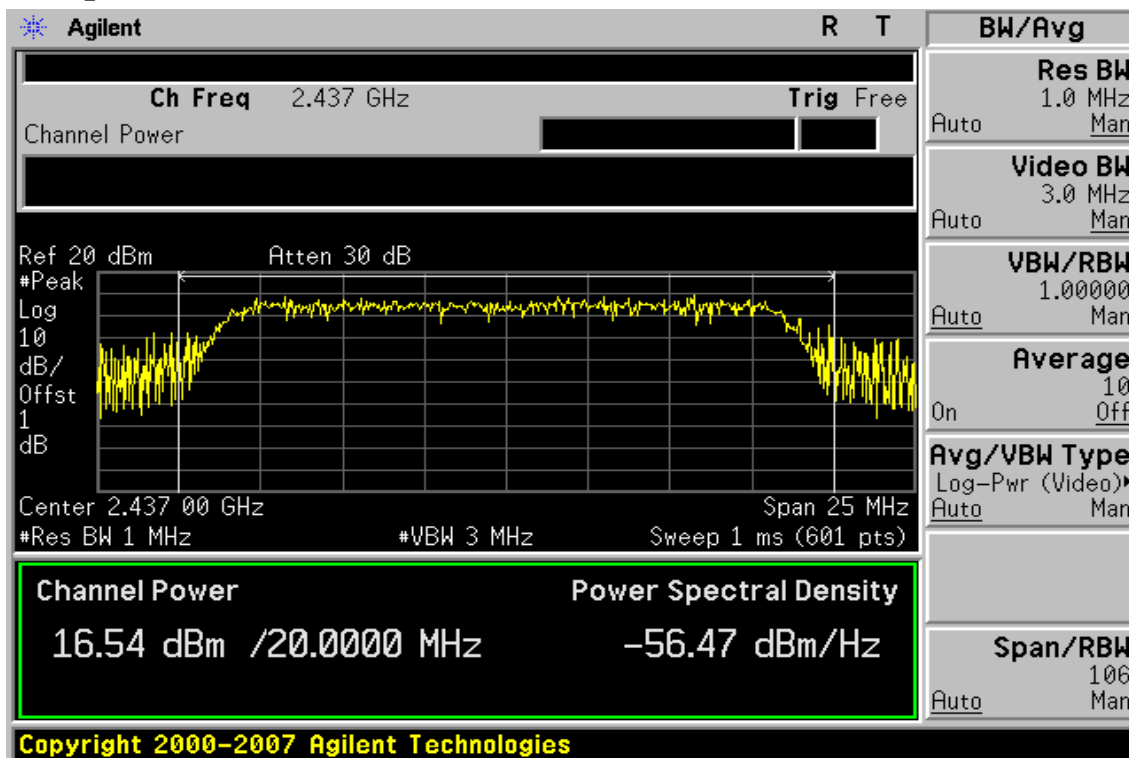 Agilent R T
Ch Freq 2.437 GHz Trig Free
Channel Power
Ref 20 dBm Atten 30 dB
#Peak
Log
10
dB/
Offst
1
dB
Center 2.437 00 GHz Span 25 MHz
#Res BW 1 MHz #VBW 3 MHz Sweep 1 ms (601 pts)
Channel Power Power Spectral Density
16.54 dBm /20.0000 MHz -56.47 dBm/Hz
Copyright 2000-2007 Agilent Technologies
BW/Avg
Res BW
1.0 MHz
Auto Man
Video BW
3.0 MHz
Auto Man
VBW/RBW
1.00000
Auto Man
Average
10
On Off
Avg/VBW Type
Log-Pwr (Video)
Auto Man
Span/RBW
106
Auto Man